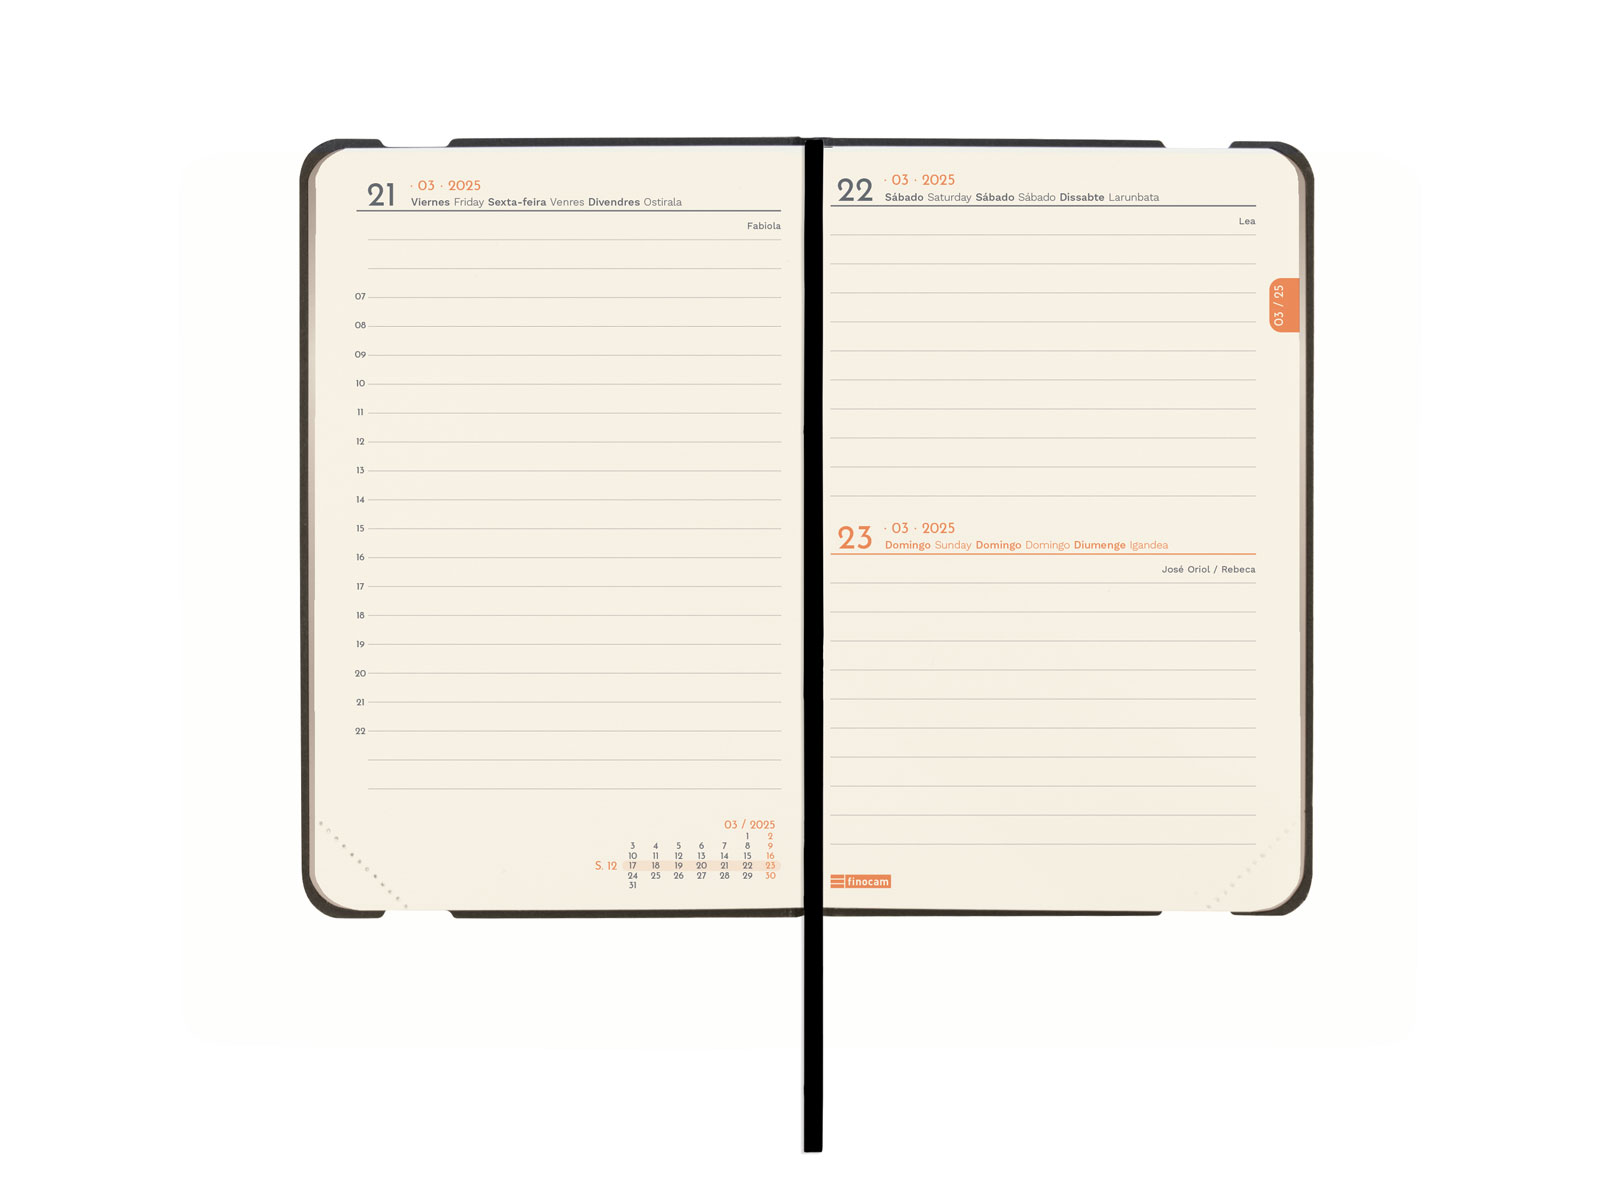 21 · 03 · 2025
Viernes Friday Sexta-feira Venres Divendres Ostirala
Fabiola
07
08
09
10
11
12
13
14
15
16
17
18
19
20
21
22
03 / 2025
1 2
3 4 5 6 7 8 9
10 11 12 13 14 15 16
S. 12 17 18 19 20 21 22 23
24 25 26 27 28 29 30
31
22 · 03 · 2025
Sábado Saturday Sábado Sábado Dissabte Larunbata
Lea
03 / 25
23 · 03 · 2025
Domingo Sunday Domingo Domingo Diumenge Igandea
José Oriol / Rebeca
finocam